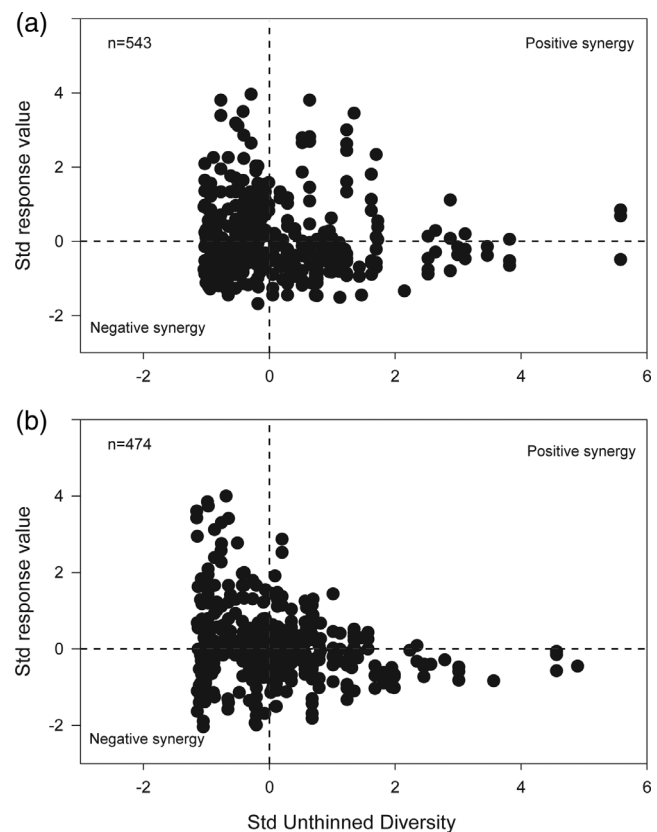 (a)
n=543
Positive synergy
4
2
0
-2
Std response value
Negative synergy
-2 0 2 4 6
(b)
n=474
Positive synergy
4
2
0
-2
Std response value
Negative synergy
-2 0 2 4 6
Std Unthinned Diversity